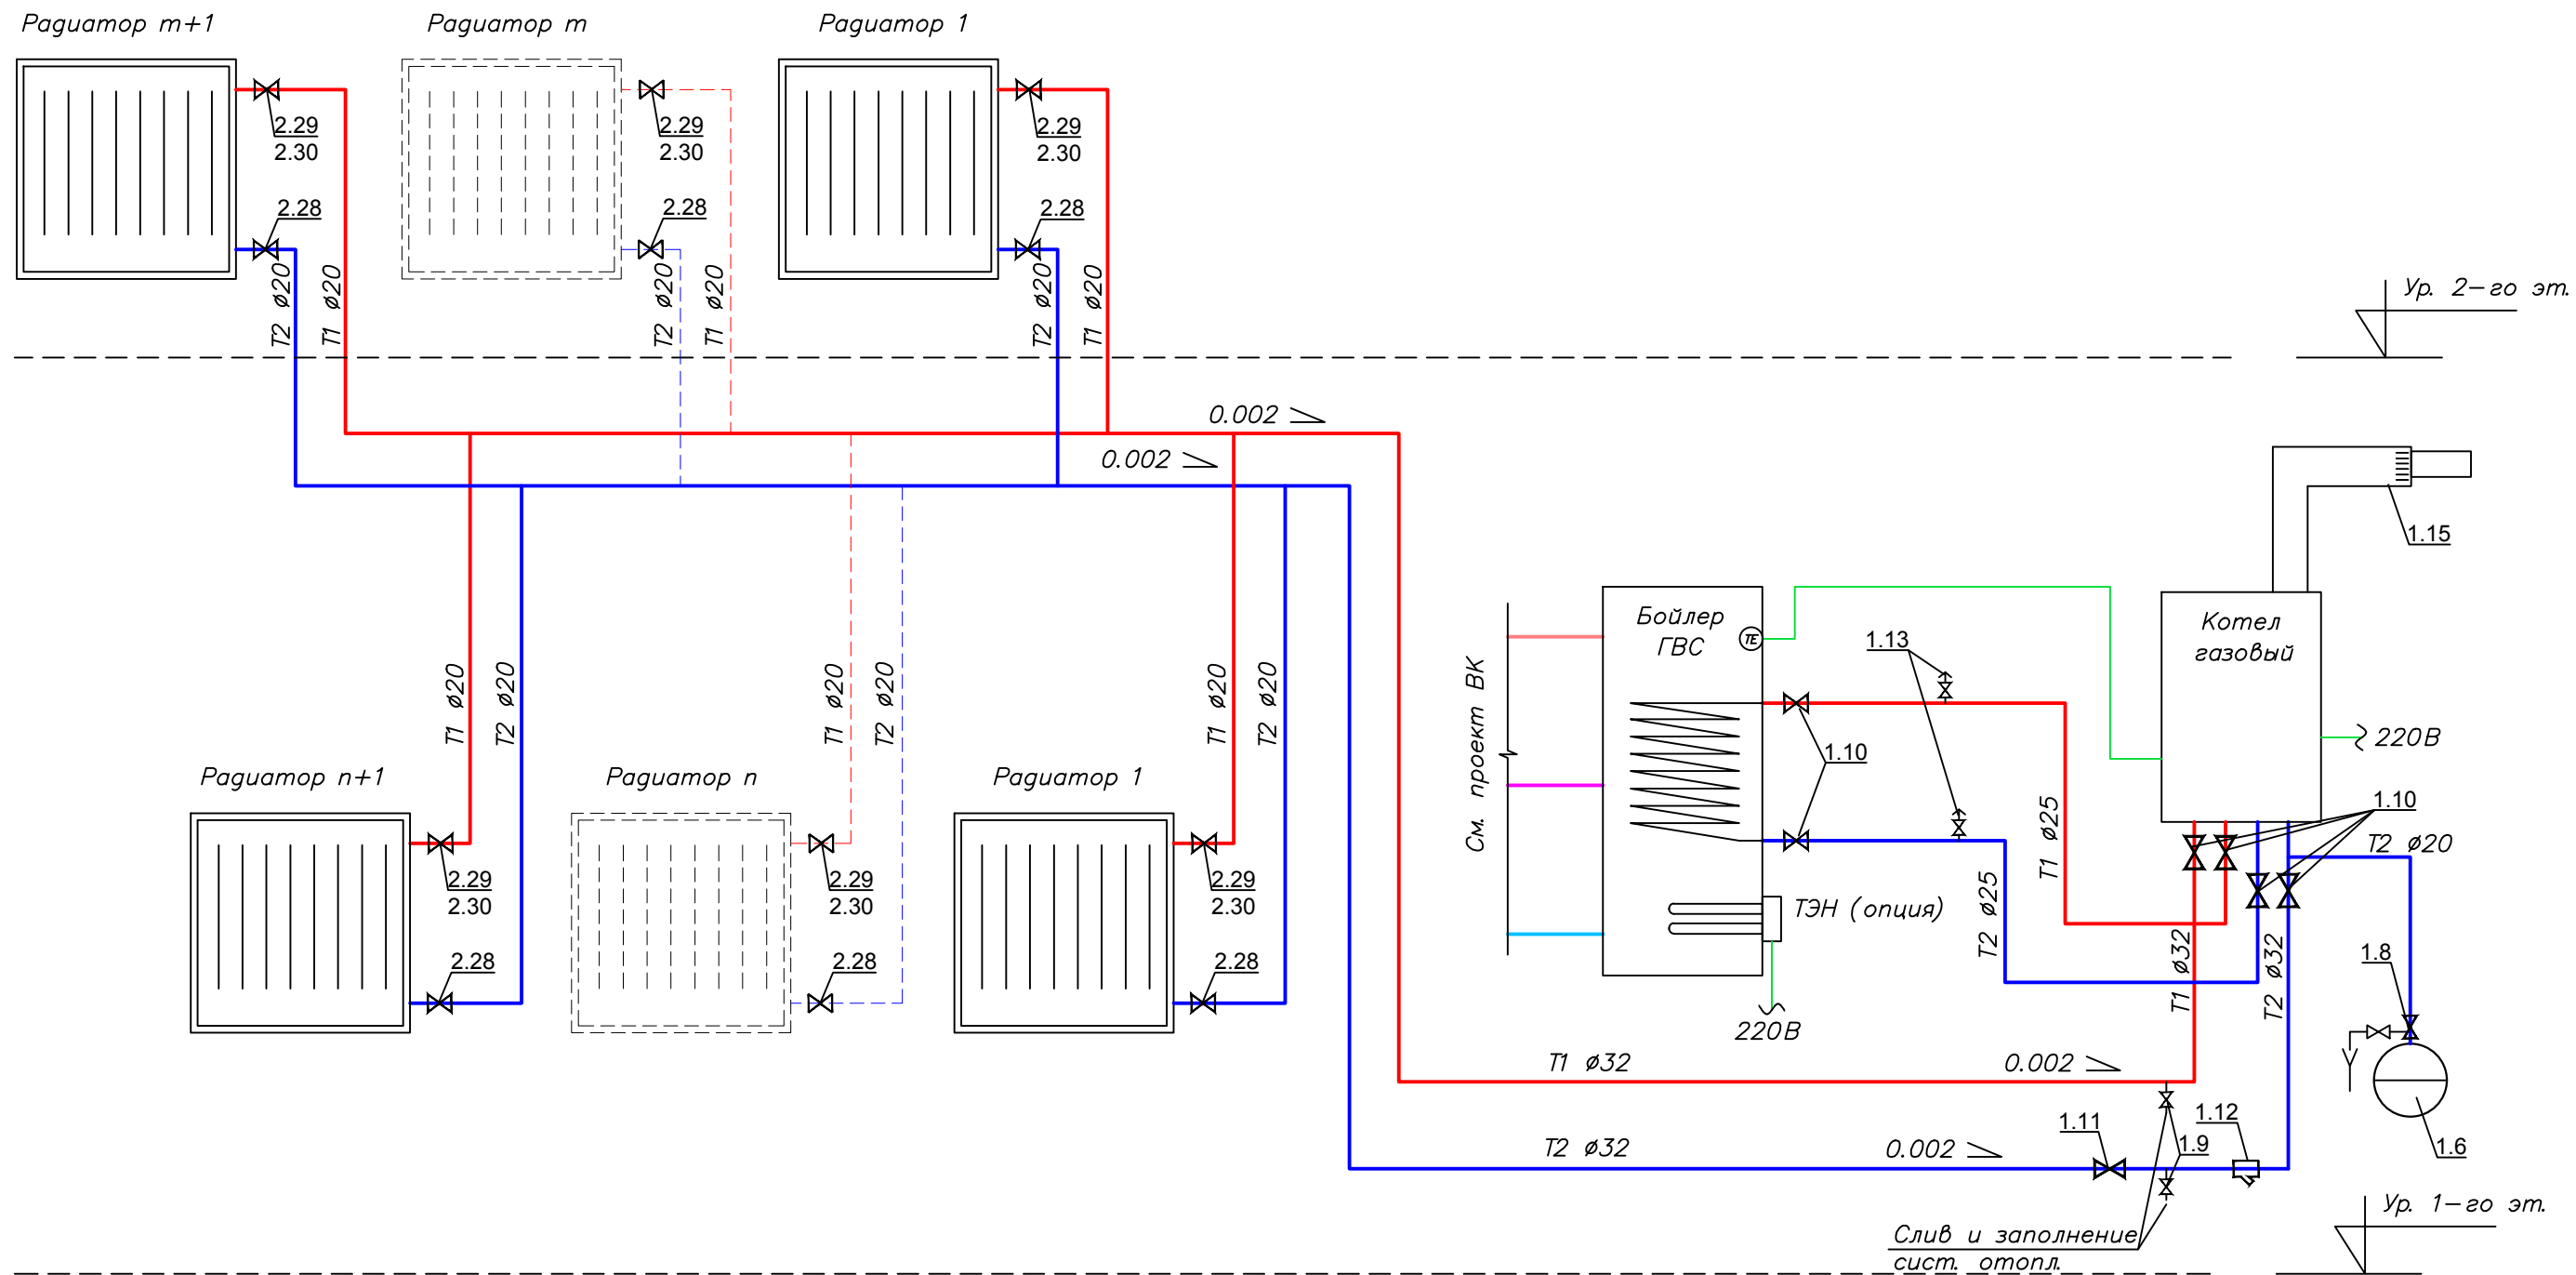 Радиатор m+1
Радиатор m
Радиатор 1
2.29
2.30
2.29
2.30
2.29
2.30
2.28
2.28
2.28
T2 ø20
T1 ø20
T2 ø20
T1 ø20
T2 ø20
T1 ø20
Ур. 2-го эт.
0.002
0.002
1.15
Бойлер
ГВС
TE
Котел
газовый
1.13
См. проект ВК
T1 ø20
T2 ø20
T1 ø20
T2 ø20
T1 ø20
T2 ø20
220В
1.10
Радиатор n+1
Радиатор n
Радиатор 1
1.10
T1 ø25
T2 ø20
2.29
2.30
2.29
2.30
2.29
2.30
ТЭН (опция)
T2 ø25
2.28
2.28
2.28
T1 ø32
T2 ø32
1.8
220В
T1 ø32
0.002
1.11
1.12
1.9
1.6
T2 ø32
0.002
Ур. 1-го эт.
Слив и заполнение
сист. отопл.